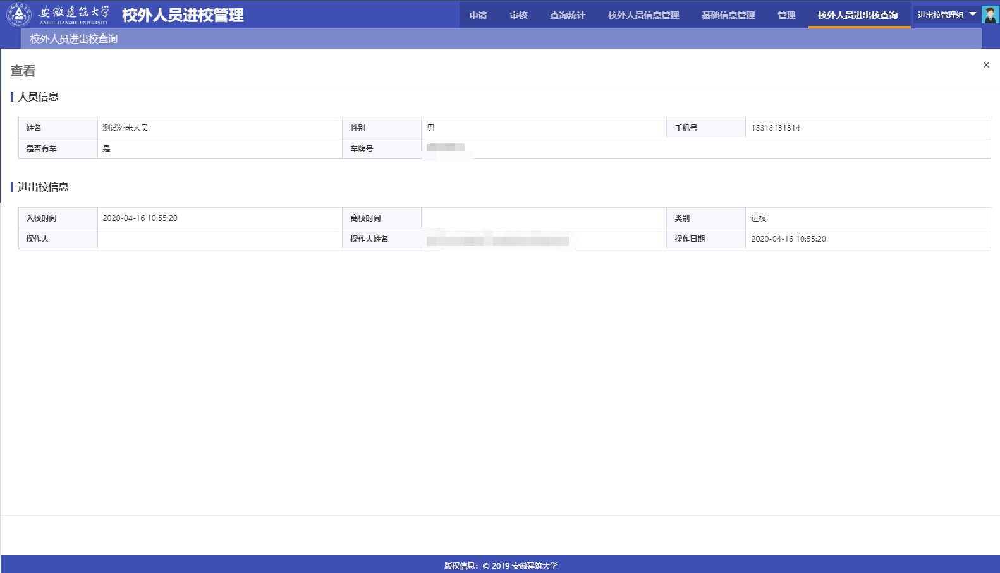 安徽建筑大学
ANHUI JIANZHU UNIVERSITY
校外人员进校管理
申请 审核 查询统计 校外人员信息管理 基础信息管理 管理 校外人员进出校查询 进出校管理组
校外人员进出校查询
查看
人员信息
姓名 测试外来人员 性别 男 手机号 13313131314
是否有车 是 车牌号
进出校信息
入校时间 2020-04-16 10:55:20 离校时间 类别 进校
操作人 操作人姓名 操作日期 2020-04-16 10:55:20
版权信息：© 2019 安徽建筑大学